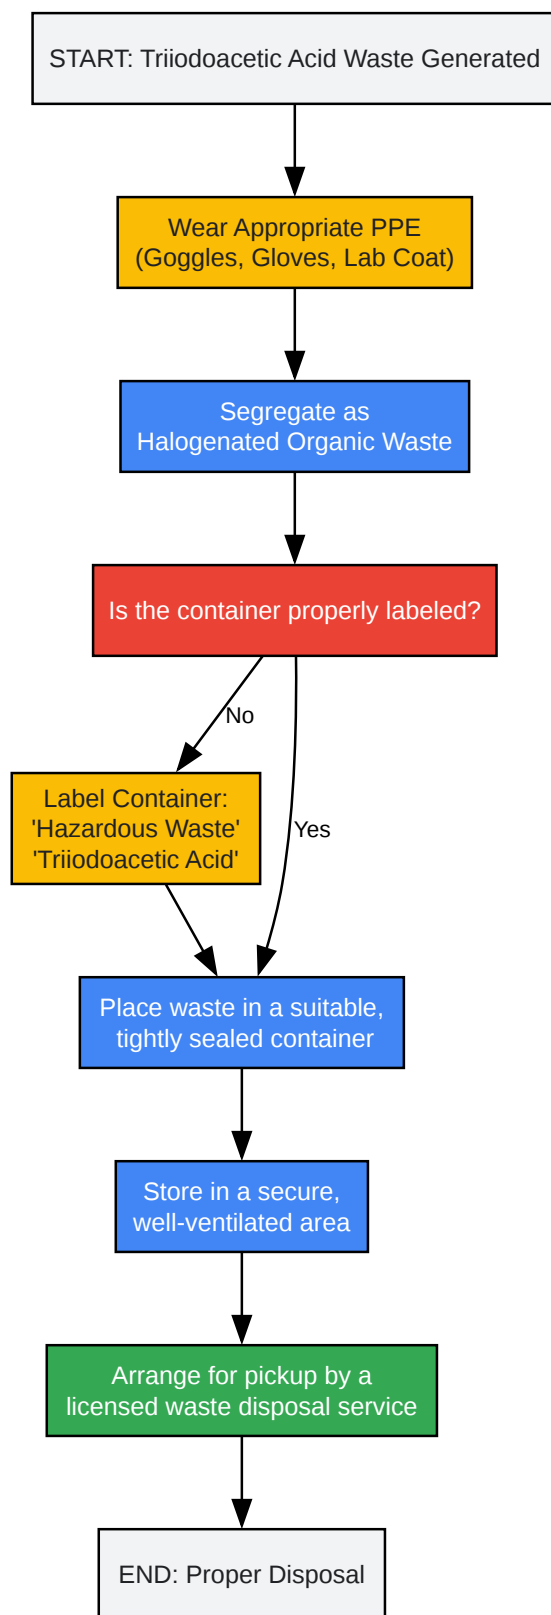 START: Triiodoacetic Acid Waste Generated
Wear Appropriate PPE
(Goggles, Gloves, Lab Coat)
Segregate as
Halogenated Organic Waste
Is the container properly labeled?
No
Label Container:
'Hazardous Waste'
'Triiodoacetic Acid'
Yes
Place waste in a suitable,
tightly sealed container
Store in a secure,
well-ventilated area
Arrange for pickup by a
licensed waste disposal service
END: Proper Disposal